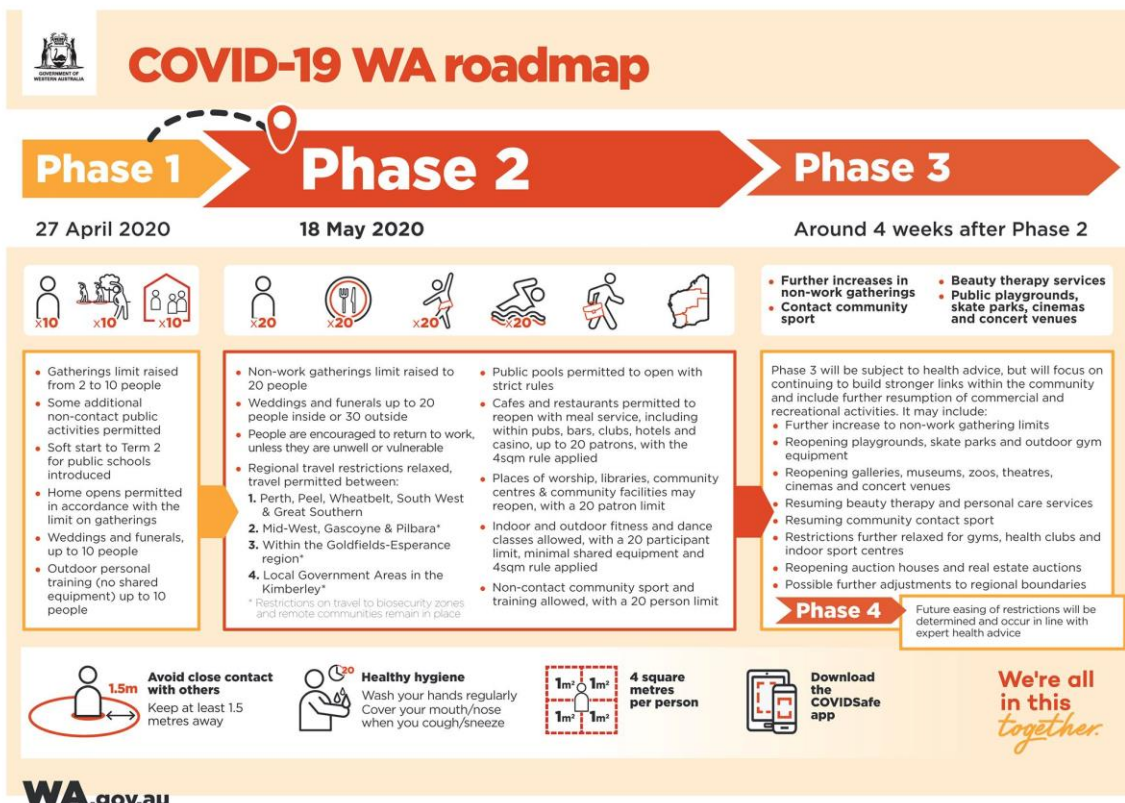 GOVERNMENT OF
WESTERN AUSTRALIA
COVID-19 WA roadmap
Phase 1
Phase 2
Phase 3
27 April 2020
18 May 2020
Around 4 weeks after Phase 2
x10
x10
x10
x20
x20
x20
x20
• Further increases in
non-work gatherings
• Contact community
sport
• Beauty therapy services
• Public playgrounds,
skate parks, cinemas
and concert venues
• Gatherings limit raised
from 2 to 10 people
• Some additional
non-contact public
activities permitted
• Soft start to Term 2
for public schools
introduced
• Home opens permitted
in accordance with the
limit on gatherings
• Weddings and funerals,
up to 10 people
• Outdoor personal
training (no shared
equipment) up to 10
people
• Non-work gatherings limit raised to
20 people
• Weddings and funerals up to 20
people inside or 30 outside
• People are encouraged to return to work,
unless they are unwell or vulnerable
• Regional travel restrictions relaxed,
travel permitted between:
1. Perth, Peel, Wheatbelt, South West
& Great Southern
2. Mid-West, Gascoyne & Pilbara*
3. Within the Goldfields-Esperance
region*
4. Local Government Areas in the
Kimberley*
* Restrictions on travel to biosecurity zones
and remote communities remain in place
• Public pools permitted to open with
strict rules
• Cafes and restaurants permitted to
reopen with meal service, including
within pubs, bars, clubs, hotels and
casino, up to 20 patrons, with the
4sqm rule applied
• Places of worship, libraries, community
centres & community facilities may
reopen, with a 20 patron limit
• Indoor and outdoor fitness and dance
classes allowed, with a 20 participant
limit, minimal shared equipment and
4sqm rule applied
• Non-contact community sport and
training allowed, with a 20 person limit
Phase 3 will be subject to health advice, but will focus on
continuing to build stronger links within the community
and include further resumption of commercial and
recreational activities. It may include:
• Further increase to non-work gathering limits
• Reopening playgrounds, skate parks and outdoor gym
equipment
• Reopening galleries, museums, zoos, theatres,
cinemas and concert venues
• Resuming beauty therapy and personal care services
• Resuming community contact sport
• Restrictions further relaxed for gyms, health clubs and
indoor sport centres
• Reopening auction houses and real estate auctions
• Possible further adjustments to regional boundaries
Phase 4
Future easing of restrictions will be
determined and occur in line with
expert health advice
1.5m
Avoid close contact
with others
Keep at least 1.5
metres away
20
Healthy hygiene
Wash your hands regularly
Cover your mouth/nose
when you cough/sneeze
1m² 1m²
1m² 1m²
4 square
metres
per person
Download
the
COVIDSafe
app
We're all
in this
together.
WA.gov.au